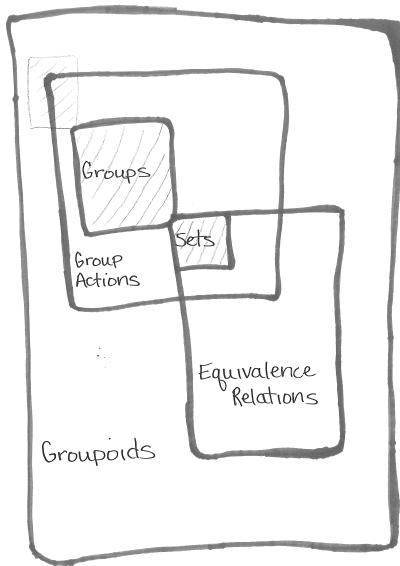 Groups
Sets
Group
Actions
Equivalence
Relations
Groupoids